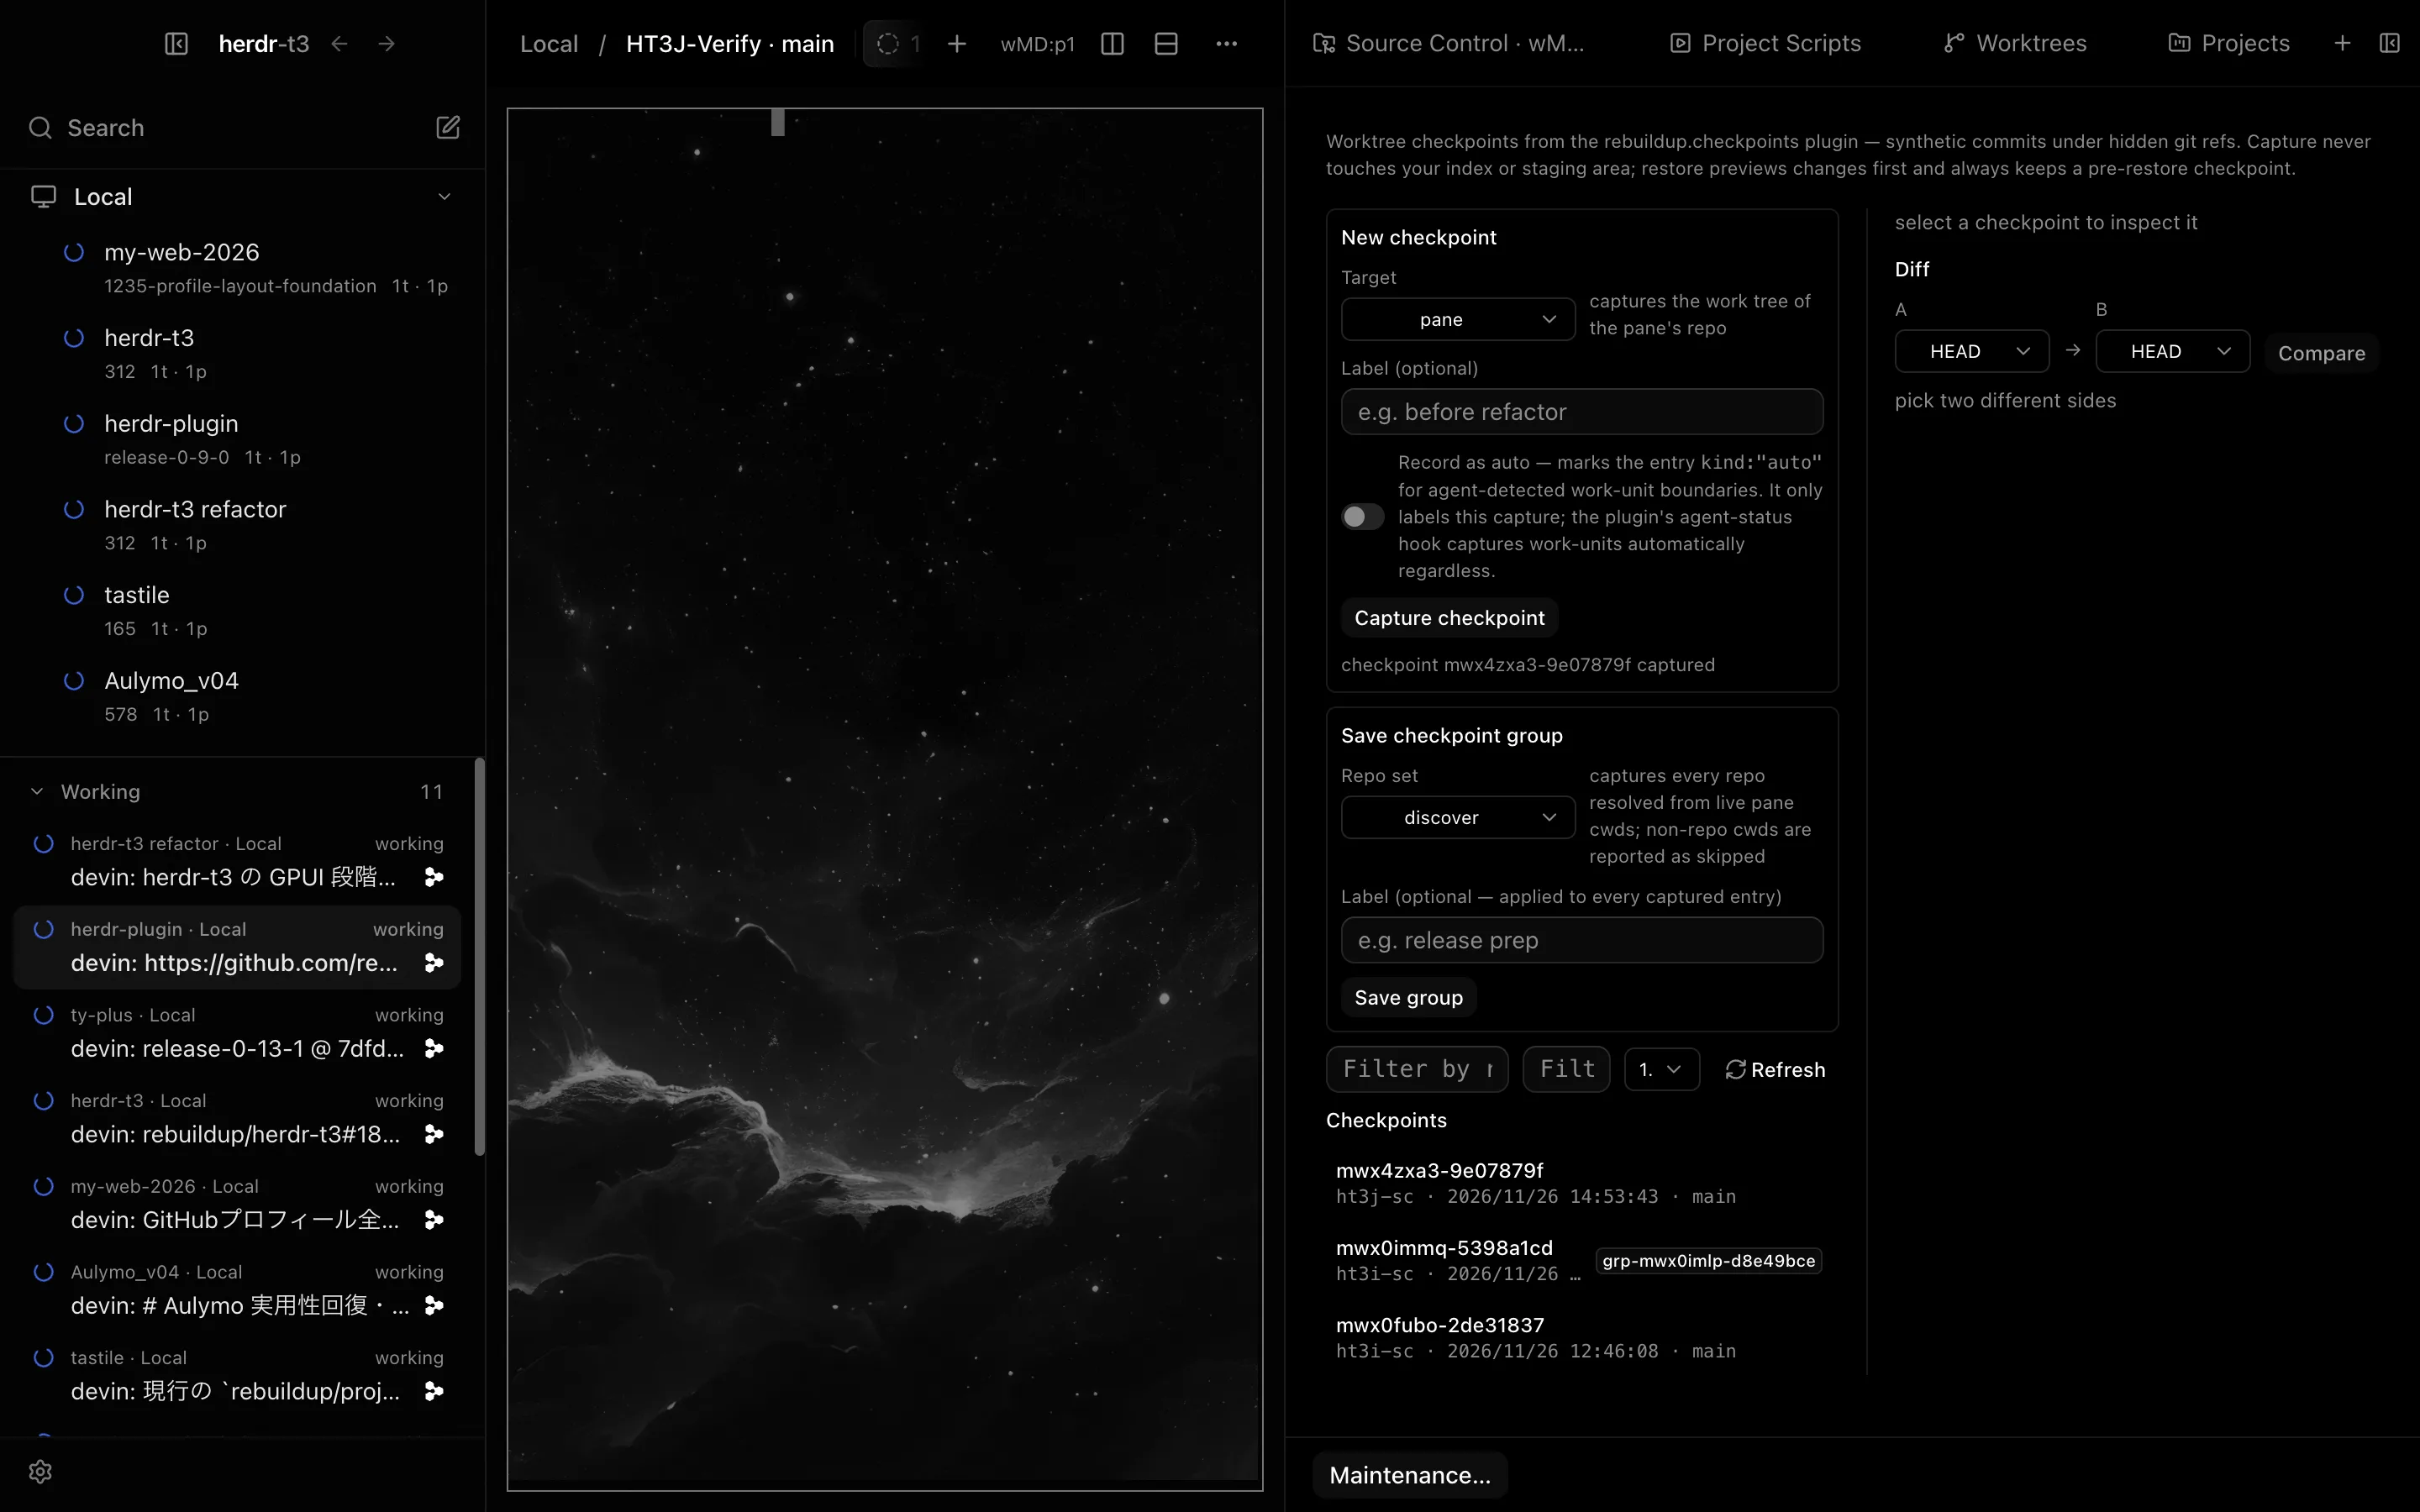 herdr-t3
Search
Local
my-web-2026
1235-profile-layout-foundation 1t · 1p
herdr-t3
312 1t · 1p
herdr-plugin
release-0-9-0 1t · 1p
herdr-t3 refactor
312 1t · 1p
tastile
165 1t · 1p
Aulymo_v04
578 1t · 1p
Working 11
herdr-t3 refactor · Local working
devin: herdr-t3 の GPUI 段階...
herdr-plugin · Local working
devin: https://github.com/re...
ty-plus · Local working
devin: release-0-13-1 @ 7dfd...
herdr-t3 · Local working
devin: rebuildup/herdr-t3#18...
my-web-2026 · Local working
devin: GitHubプロフィール全...
Aulymo_v04 · Local working
devin: # Aulymo 実用性回復・...
tastile · Local working
devin: 現行の `rebuildup/proj...
Local / HT3J-Verify · main 1 wMD:p1
Source Control · wM... Project Scripts Worktrees Projects
Worktree checkpoints from the rebuildup.checkpoints plugin — synthetic commits under hidden git refs. Capture never
touches your index or staging area; restore previews changes first and always keeps a pre-restore checkpoint.
New checkpoint
Target
pane
captures the work tree of
the pane's repo
Label (optional)
e.g. before refactor
Record as auto — marks the entry kind:"auto"
for agent-detected work-unit boundaries. It only
labels this capture; the plugin's agent-status
hook captures work-units automatically
regardless.
Capture checkpoint
checkpoint mwx4zxa3-9e07879f captured
Save checkpoint group
Repo set
discover
captures every repo
resolved from live pane
cwds; non-repo cwds are
reported as skipped
Label (optional — applied to every captured entry)
e.g. release prep
Save group
Filter by Filt 1. Refresh
Checkpoints
mwx4zxa3-9e07879f
ht3j-sc · 2026/11/26 14:53:43 · main
mwx0immq-5398a1cd
ht3i-sc · 2026/11/26 …
grp-mwx0imlp-d8e49bce
mwx0fubo-2de31837
ht3i-sc · 2026/11/26 12:46:08 · main
select a checkpoint to inspect it
Diff
A B
HEAD → HEAD Compare
pick two different sides
Maintenance...